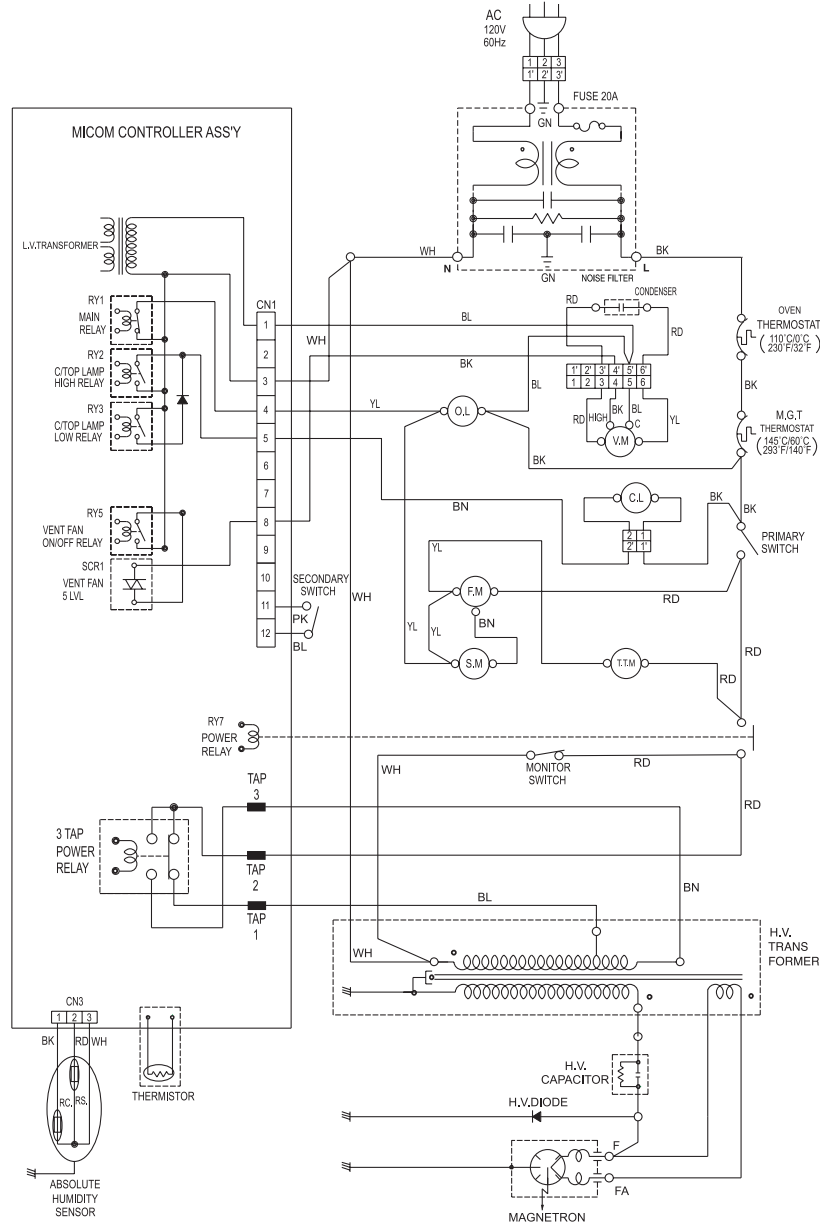 AC
120V
60Hz
1 2 3
1' 2' 3'
FUSE 20A
GN
MICOM CONTROLLER ASS'Y
L.V.TRANSFORMER
WH
N
GN
NOISE FILTER
L
BK
RY1
MAIN
RELAY
RY2
C/TOP LAMP
HIGH RELAY
RY3
C/TOP LAMP
LOW RELAY
RY5
VENT FAN
ON/OFF RELAY
SCR1
VENT FAN
5 LVL
CN1
1
2
3
4
5
6
7
8
9
10
11
12
WH
BL
BK
YL
RD
CONDENSER
RD
BL
1' 2' 3' 4' 5' 6'
1 2 3 4 5 6
RD
HIGH
BK
BL
C
YL
V.M
O.L
BK
OVEN
THERMOSTAT
(110˚C/0˚C
230˚F/32˚F)
BK
M.G.T
THERMOSTAT
(145˚C/60˚C
293˚F/140˚F)
C.L
2 1
2' 1'
BK
BK
PRIMARY
SWITCH
BN
YL
F.M
RD
BN
SECONDARY
SWITCH
PK
BL
WH
YL
YL
S.M
T.T.M
RD
RD
RY7
POWER
RELAY
WH
MONITOR
SWITCH
RD
RD
TAP
3
3 TAP
POWER
RELAY
TAP
2
BN
BL
TAP
1
H.V.
TRANS
FORMER
WH
CN3
1 2 3
BK
RD
WH
RC.
RS.
THERMISTOR
ABSOLUTE
HUMIDITY
SENSOR
H.V.
CAPACITOR
H.V.DIODE
F
FA
MAGNETRON